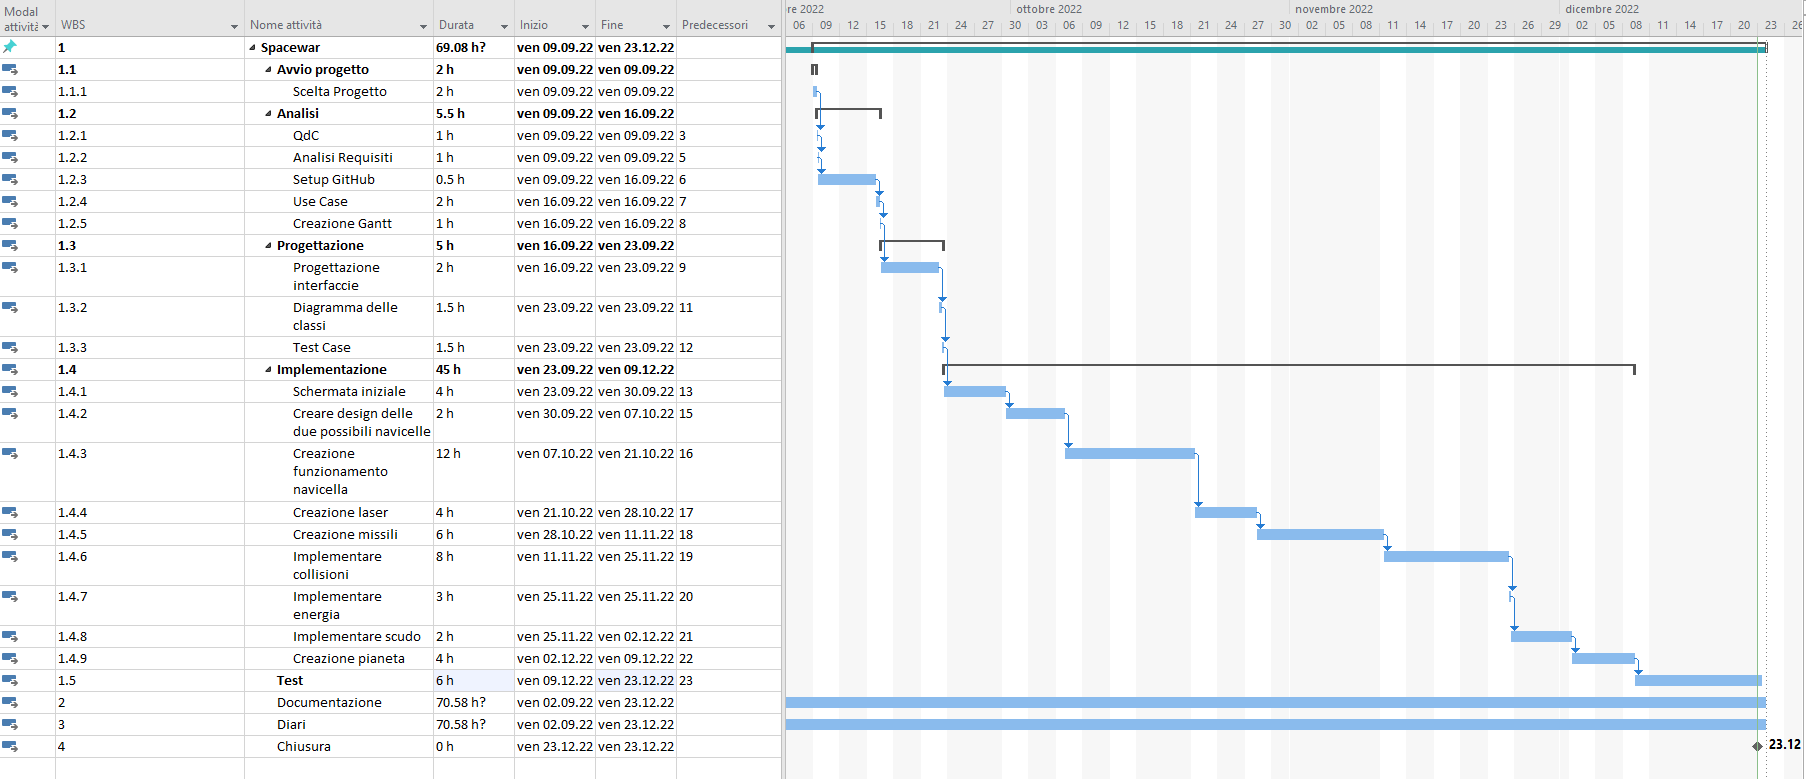 Modal attività WBS Nome attività Durata Inizio Fine Predecessori
re 2022 ottobre 2022 novembre 2022 dicembre 2022
06 09 12 15 18 21 24 27 30 03 06 09 12 15 18 21 24 27 30 02 05 08 11 14 17 20 23 26 29 02 05 08 11 14 17 20 23 26
1 Spacewar 69.08 h? ven 09.09.22 ven 23.12.22
1.1 Avvio progetto 2 h ven 09.09.22 ven 09.09.22
1.1.1 Scelta Progetto 2 h ven 09.09.22 ven 09.09.22
1.2 Analisi 5.5 h ven 09.09.22 ven 16.09.22
1.2.1 QdC 1 h ven 09.09.22 ven 09.09.22 3
1.2.2 Analisi Requisiti 1 h ven 09.09.22 ven 09.09.22 5
1.2.3 Setup GitHub 0.5 h ven 09.09.22 ven 16.09.22 6
1.2.4 Use Case 2 h ven 16.09.22 ven 16.09.22 7
1.2.5 Creazione Gantt 1 h ven 16.09.22 ven 16.09.22 8
1.3 Progettazione 5 h ven 16.09.22 ven 23.09.22
1.3.1 Progettazione 2 h ven 16.09.22 ven 23.09.22 9
interfaccie
1.3.2 Diagramma delle 1.5 h ven 23.09.22 ven 23.09.22 11
classi
1.3.3 Test Case 1.5 h ven 23.09.22 ven 23.09.22 12
1.4 Implementazione 45 h ven 23.09.22 ven 09.12.22
1.4.1 Schermata iniziale 4 h ven 23.09.22 ven 30.09.22 13
1.4.2 Creare design delle 2 h ven 30.09.22 ven 07.10.22 15
due possibili navicelle
1.4.3 Creazione 12 h ven 07.10.22 ven 21.10.22 16
funzionamento
navicella
1.4.4 Creazione laser 4 h ven 21.10.22 ven 28.10.22 17
1.4.5 Creazione missili 6 h ven 28.10.22 ven 11.11.22 18
1.4.6 Implementare 8 h ven 11.11.22 ven 25.11.22 19
collisioni
1.4.7 Implementare 3 h ven 25.11.22 ven 25.11.22 20
energia
1.4.8 Implementare scudo 2 h ven 25.11.22 ven 02.12.22 21
1.4.9 Creazione pianeta 4 h ven 02.12.22 ven 09.12.22 22
1.5 Test 6 h ven 09.12.22 ven 23.12.22 23
2 Documentazione 70.58 h? ven 02.09.22 ven 23.12.22
3 Diari 70.58 h? ven 02.09.22 ven 23.12.22
4 Chiusura 0 h ven 23.12.22 ven 23.12.22
23.12